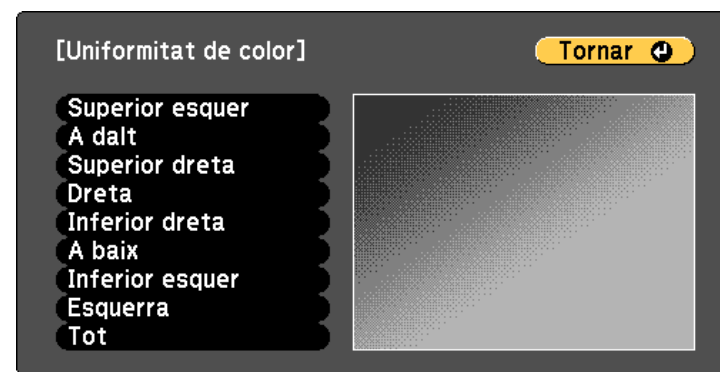 [Uniformitat de color]
Tornar
Superior esquer
A dalt
Superior dreta
Dreta
Inferior dreta
A baix
Inferior esquer
Esquerra
Tot